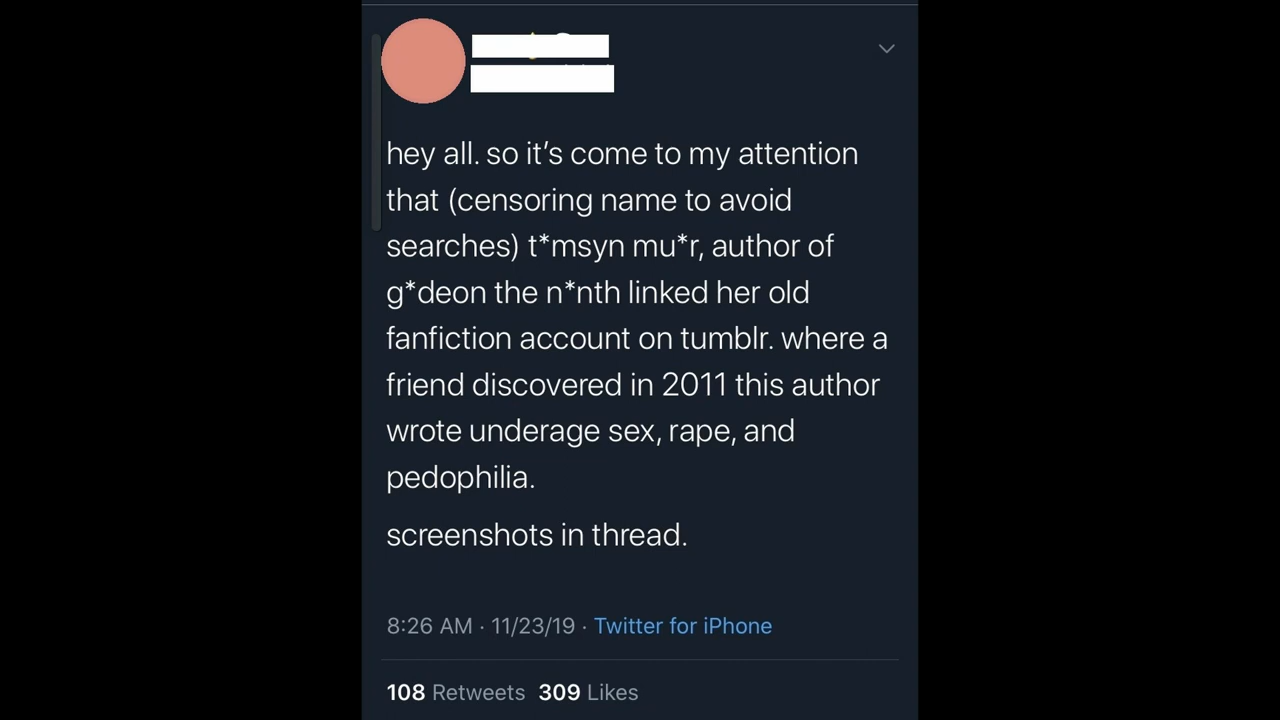 hey all. so it's come to my attention
that (censoring name to avoid
searches) t*msyn mu*r, author of
g*deon the n*nth linked her old
fanfiction account on tumblr. where a
friend discovered in 2011 this author
wrote underage sex, rape, and
pedophilia.
screenshots in thread.
8:26 AM · 11/23/19 · Twitter for iPhone
108 Retweets 309 Likes